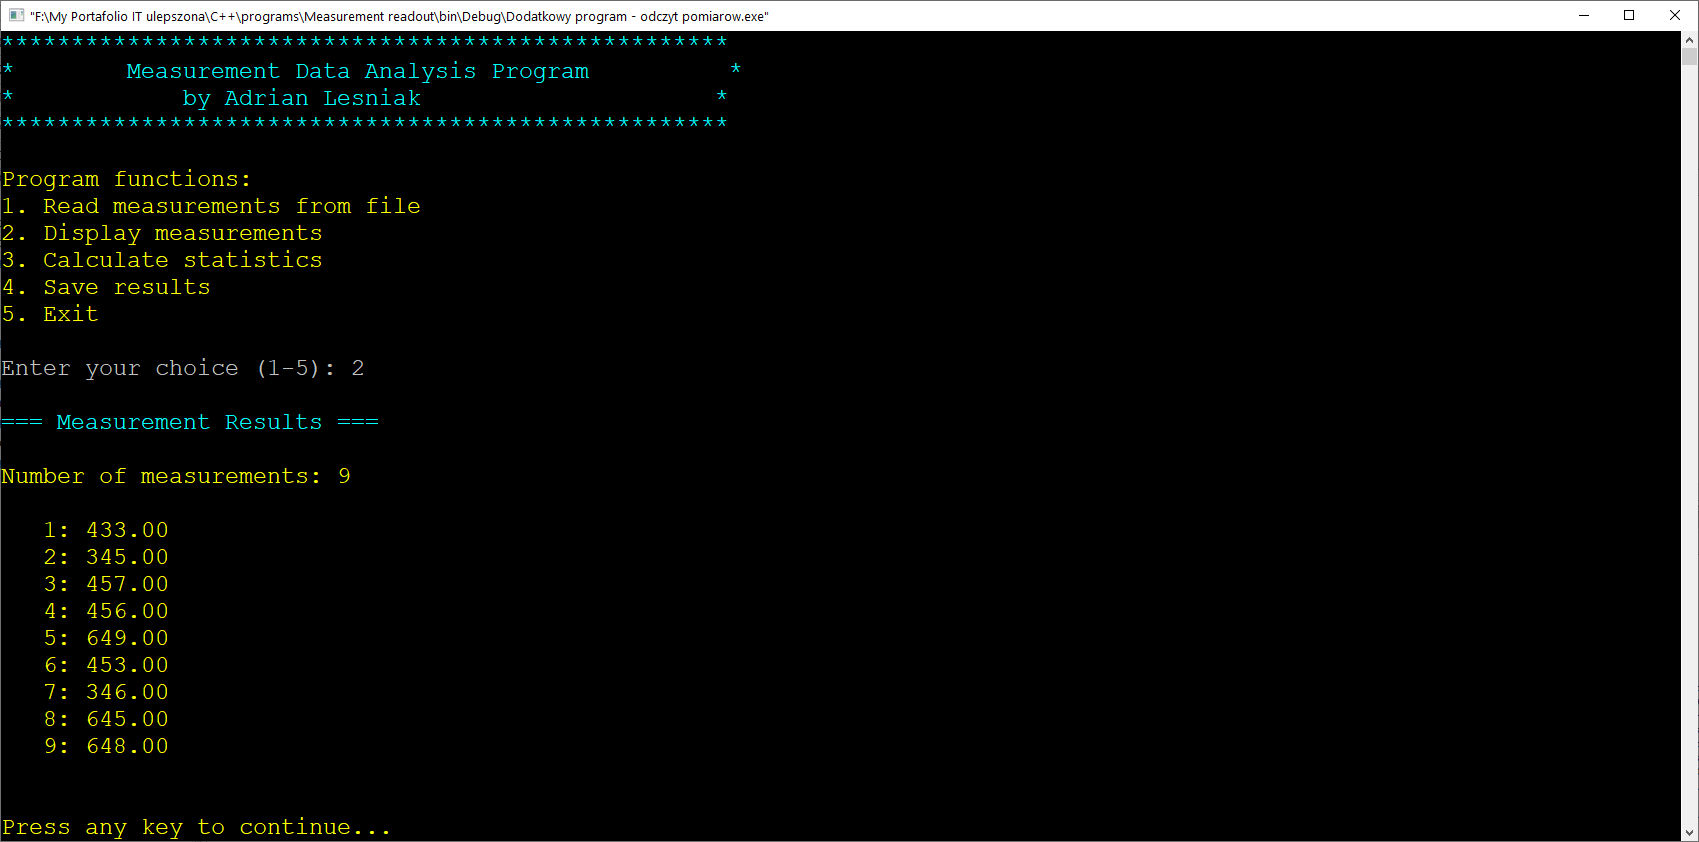 "F:\My Portafolio IT ulepszona\C++\programs\Measurement readout\bin\Debug\Dodatkowy program - odczyt pomiarow.exe"
****************************************************
*        Measurement Data Analysis Program          *
*            by Adrian Lesniak                     *
****************************************************
Program functions:
1. Read measurements from file
2. Display measurements
3. Calculate statistics
4. Save results
5. Exit
Enter your choice (1-5): 2
=== Measurement Results ===
Number of measurements: 9
1: 433.00
2: 345.00
3: 457.00
4: 456.00
5: 649.00
6: 453.00
7: 346.00
8: 645.00
9: 648.00
Press any key to continue...